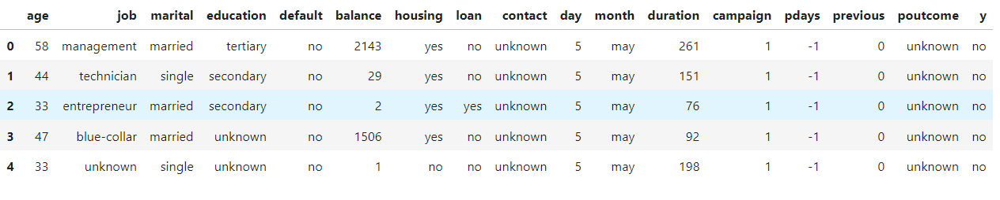 age job marital education default balance housing loan contact day month duration campaign pdays previous poutcome y
0 58 management married tertiary no 2143 yes no unknown 5 may 261 1 -1 0 unknown no
1 44 technician single secondary no 29 yes no unknown 5 may 151 1 -1 0 unknown no
2 33 entrepreneur married secondary no 2 yes yes unknown 5 may 76 1 -1 0 unknown no
3 47 blue-collar married unknown no 1506 yes no unknown 5 may 92 1 -1 0 unknown no
4 33 unknown single unknown no 1 no no unknown 5 may 198 1 -1 0 unknown no